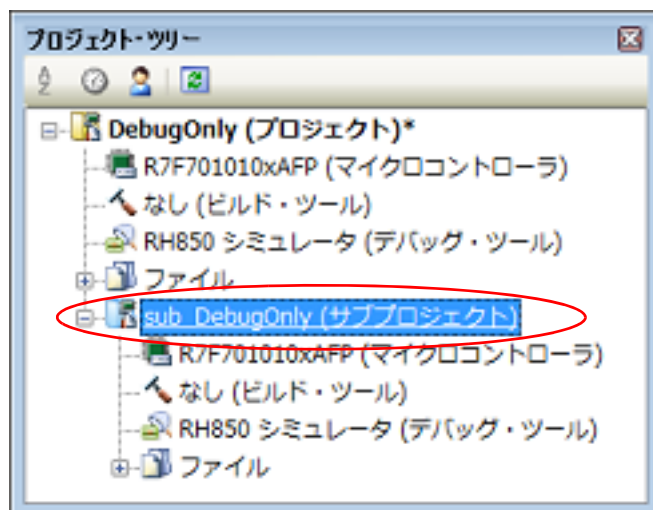 プロジェクト・ツリー
DebugOnly (プロジェクト)*
R7F701010xAFP (マイクロコントローラ)
なし (ビルド・ツール)
RH850 シミュレータ (デバッグ・ツール)
ファイル
sub_DebugOnly (サブプロジェクト)
R7F701010xAFP (マイクロコントローラ)
なし (ビルド・ツール)
RH850 シミュレータ (デバッグ・ツール)
ファイル